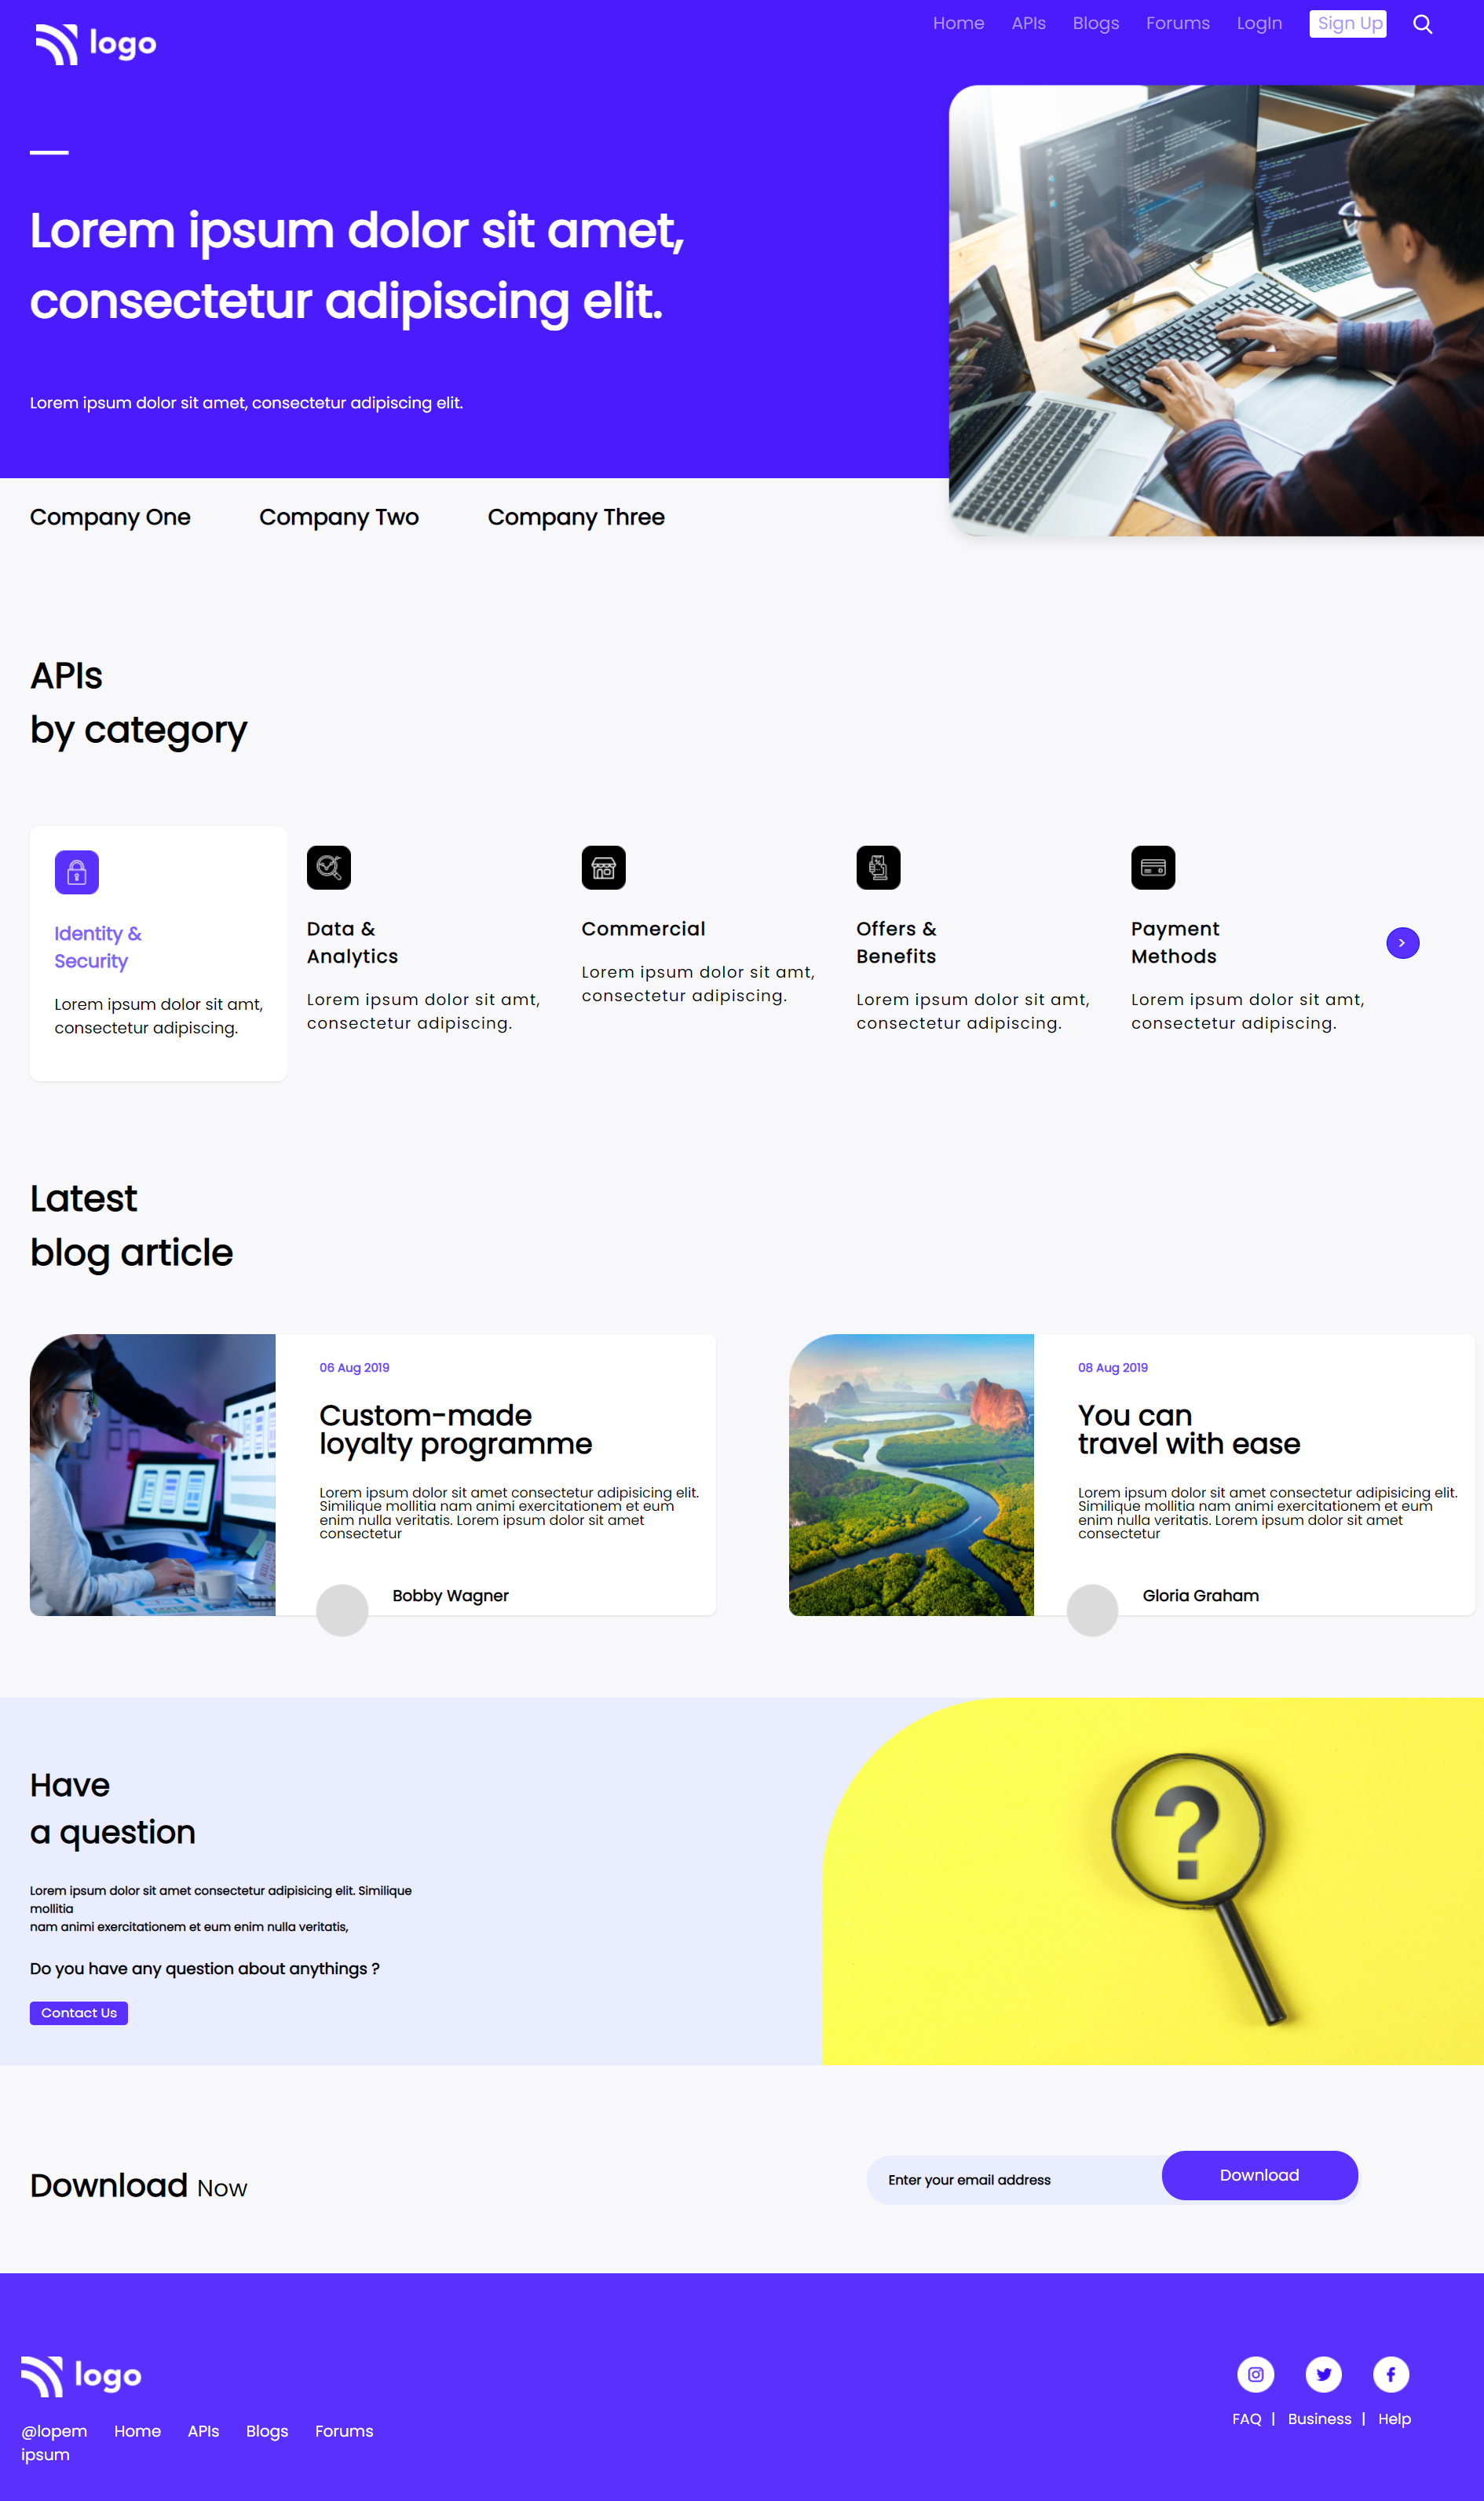 logo
Home APIs Blogs Forums LogIn Sign Up
Lorem ipsum dolor sit amet,
consectetur adipiscing elit.
Lorem ipsum dolor sit amet, consectetur adipiscing elit.
Company One Company Two Company Three
APIs
by category
Identity &
Security
Lorem ipsum dolor sit amt,
consectetur adipiscing.
Data &
Analytics
Lorem ipsum dolor sit amt,
consectetur adipiscing.
Commercial
Lorem ipsum dolor sit amt,
consectetur adipiscing.
Offers &
Benefits
Lorem ipsum dolor sit amt,
consectetur adipiscing.
Payment
Methods
Lorem ipsum dolor sit amt,
consectetur adipiscing.
>
Latest
blog article
06 Aug 2019
Custom-made
loyalty programme
Lorem ipsum dolor sit amet consectetur adipisicing elit.
Similique mollitia nam animi exercitationem et eum
enim nulla veritatis. Lorem ipsum dolor sit amet
consectetur
Bobby Wagner
08 Aug 2019
You can
travel with ease
Lorem ipsum dolor sit amet consectetur adipisicing elit.
Similique mollitia nam animi exercitationem et eum
enim nulla veritatis. Lorem ipsum dolor sit amet
consectetur
Gloria Graham
Have
a question
Lorem ipsum dolor sit amet consectetur adipisicing elit. Similique
mollitia
nam animi exercitationem et eum enim nulla veritatis,
Do you have any question about anythings ?
Contact Us
?
Download Now
Enter your email address
Download
logo
@lopem
ipsum
Home APIs Blogs Forums
FAQ | Business | Help